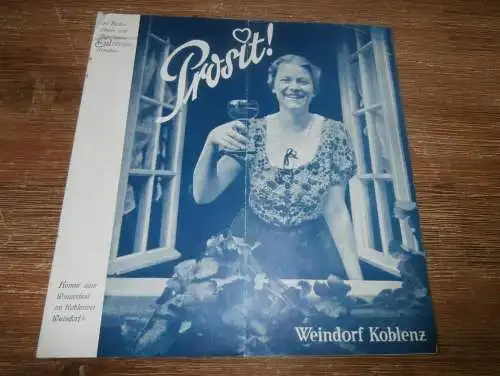 Prosit!
Komm' zum
Winzerfest
im Koblenzer
Weindorf!
Weindorf Koblenz